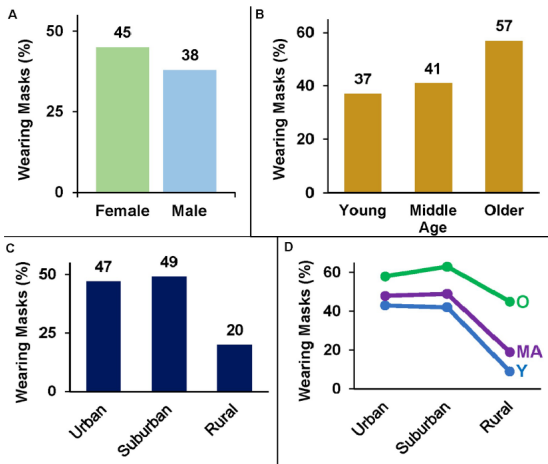 A
Wearing Masks (%)
50
25
0
45
38
Female
Male
B
Wearing Masks (%)
60
40
20
0
37
41
57
Young
Middle
Age
Older
C
Wearing Masks (%)
50
25
0
47
49
20
Urban
Suburban
Rural
D
Wearing Masks (%)
60
40
20
0
O
MA
Y
Urban
Suburban
Rural